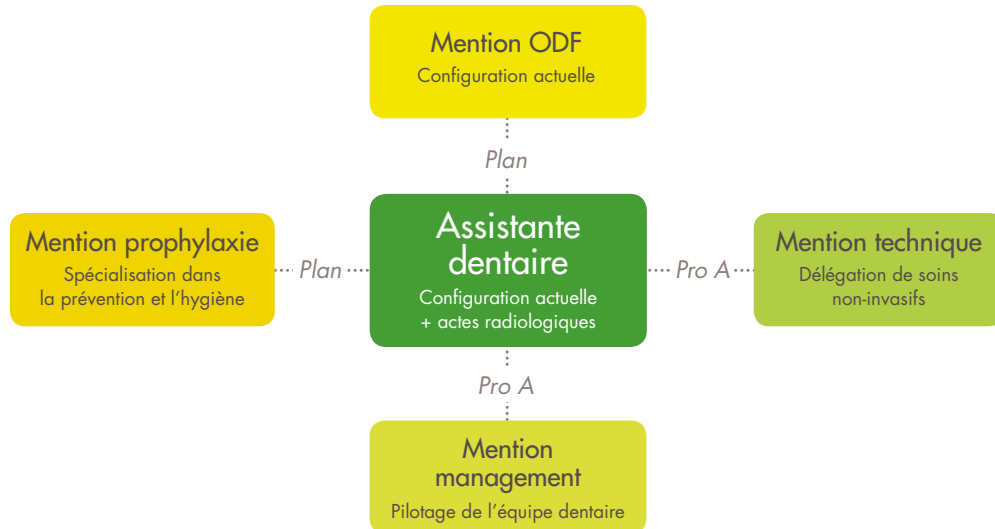 Mention ODF
Configuration actuelle
Plan
Mention prophylaxie
Spécialisation dans
la prévention et l’hygiène
Plan
Assistante
dentaire
Configuration actuelle
+ actes radiologiques
Pro A
Mention technique
Délégation de soins
non-invasifs
Pro A
Mention
management
Pilotage de l’équipe dentaire